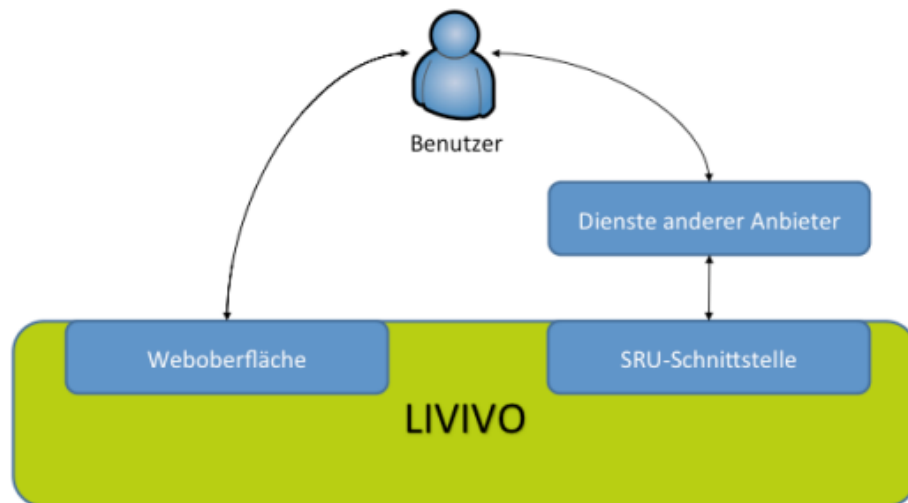 Benutzer
Dienste anderer Anbieter
Weboberfläche
SRU-Schnittstelle
LIVIVO